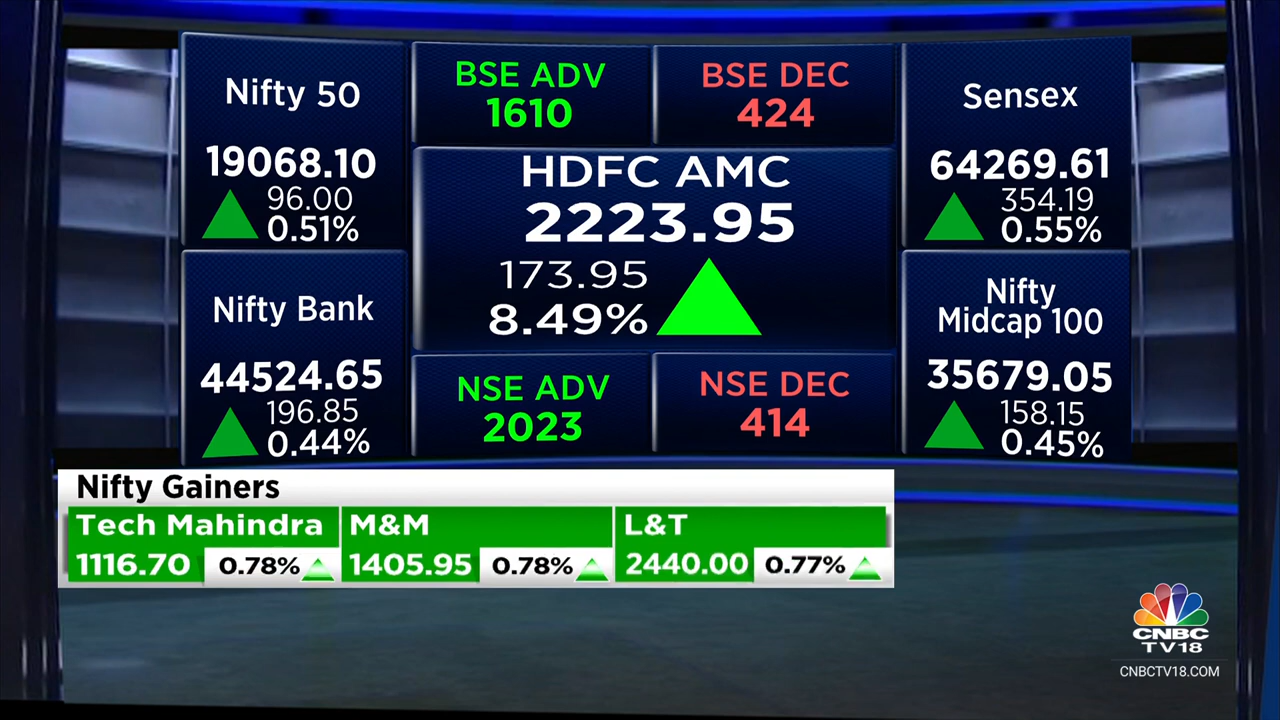 Nifty 50
19068.10
96.00
0.51%
BSE ADV
1610
BSE DEC
424
Sensex
64269.61
354.19
0.55%
HDFC AMC
2223.95
173.95
8.49%
Nifty Bank
44524.65
196.85
0.44%
NSE ADV
2023
NSE DEC
414
Nifty
Midcap 100
35679.05
158.15
0.45%
Nifty Gainers
Tech Mahindra
1116.70 0.78%
M&M
1405.95 0.78%
L&T
2440.00 0.77%
CNBC
TV18
CNBCTV18.COM